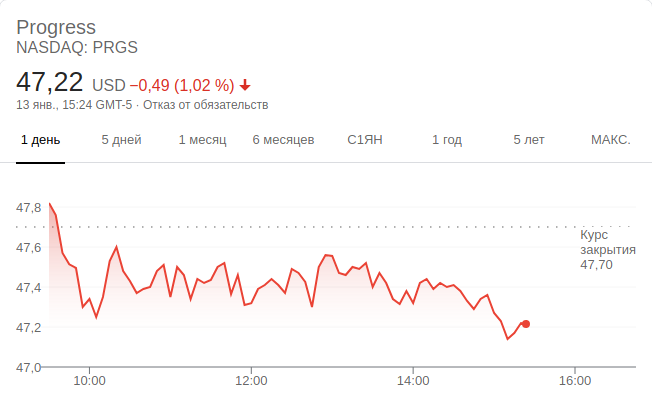 Progress
NASDAQ: PRGS
47,22 USD −0,49 (1,02 %)
13 янв., 15:24 GMT-5 · Отказ от обязательств
1 день 5 дней 1 месяц 6 месяцев С1ЯН 1 год 5 лет МАКС.
47,8
Курс
закрытия
47,70
47,6
47,4
47,2
47,0
10:00 12:00 14:00 16:00